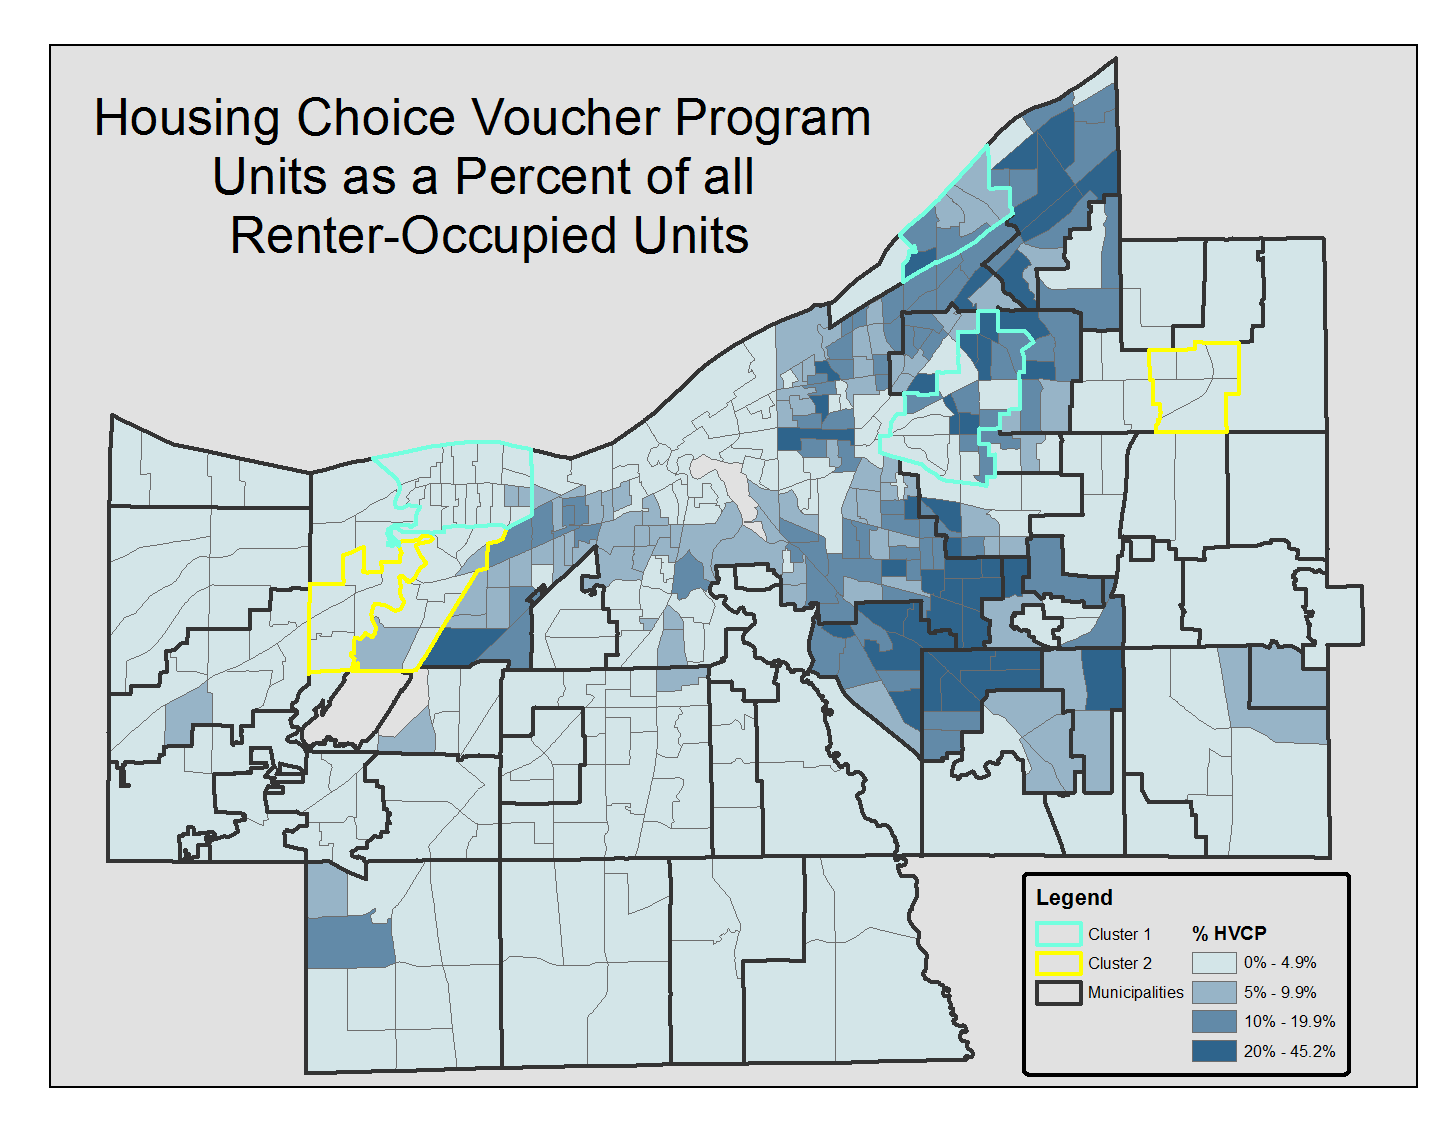 Housing Choice Voucher Program
Units as a Percent of all
Renter-Occupied Units
Legend
Cluster 1
Cluster 2
Municipalities
% HVCP
0% - 4.9%
5% - 9.9%
10% - 19.9%
20% - 45.2%